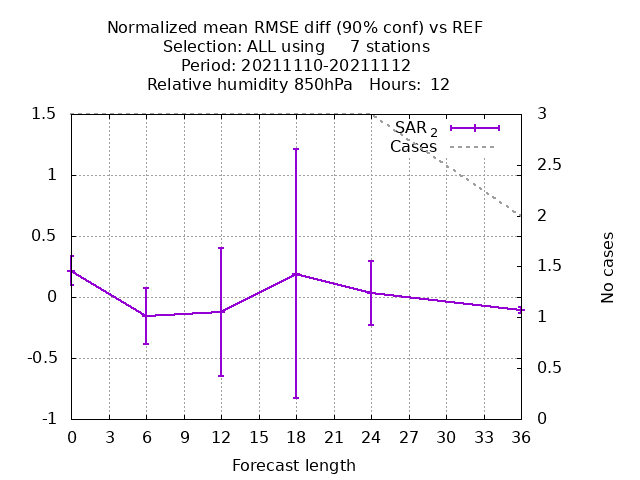 Normalized mean RMSE diff (90% conf) vs REF
Selection: ALL using     7 stations
Period: 20211110-20211112
Relative humidity 850hPa   Hours:  12
SAR 2
Cases
1.5
1
0.5
0
-0.5
-1
3
2.5
2
1.5
1
0.5
0
No cases
0 3 6 9 12 15 18 21 24 27 30 33 36
Forecast length